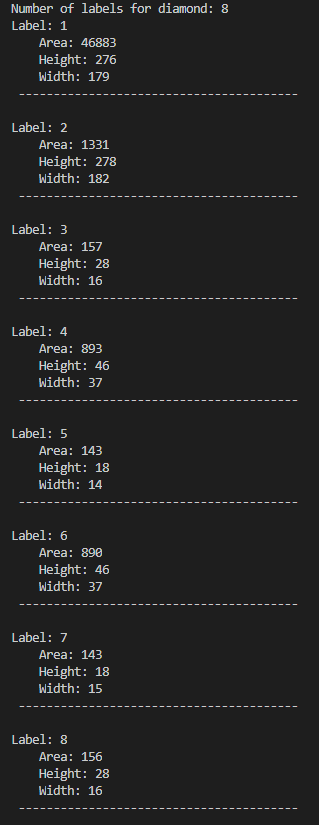 Number of labels for diamond: 8
Label: 1
Area: 46883
Height: 276
Width: 179
----------------------------------------
Label: 2
Area: 1331
Height: 278
Width: 182
----------------------------------------
Label: 3
Area: 157
Height: 28
Width: 16
----------------------------------------
Label: 4
Area: 893
Height: 46
Width: 37
----------------------------------------
Label: 5
Area: 143
Height: 18
Width: 14
----------------------------------------
Label: 6
Area: 890
Height: 46
Width: 37
----------------------------------------
Label: 7
Area: 143
Height: 18
Width: 15
----------------------------------------
Label: 8
Area: 156
Height: 28
Width: 16
----------------------------------------